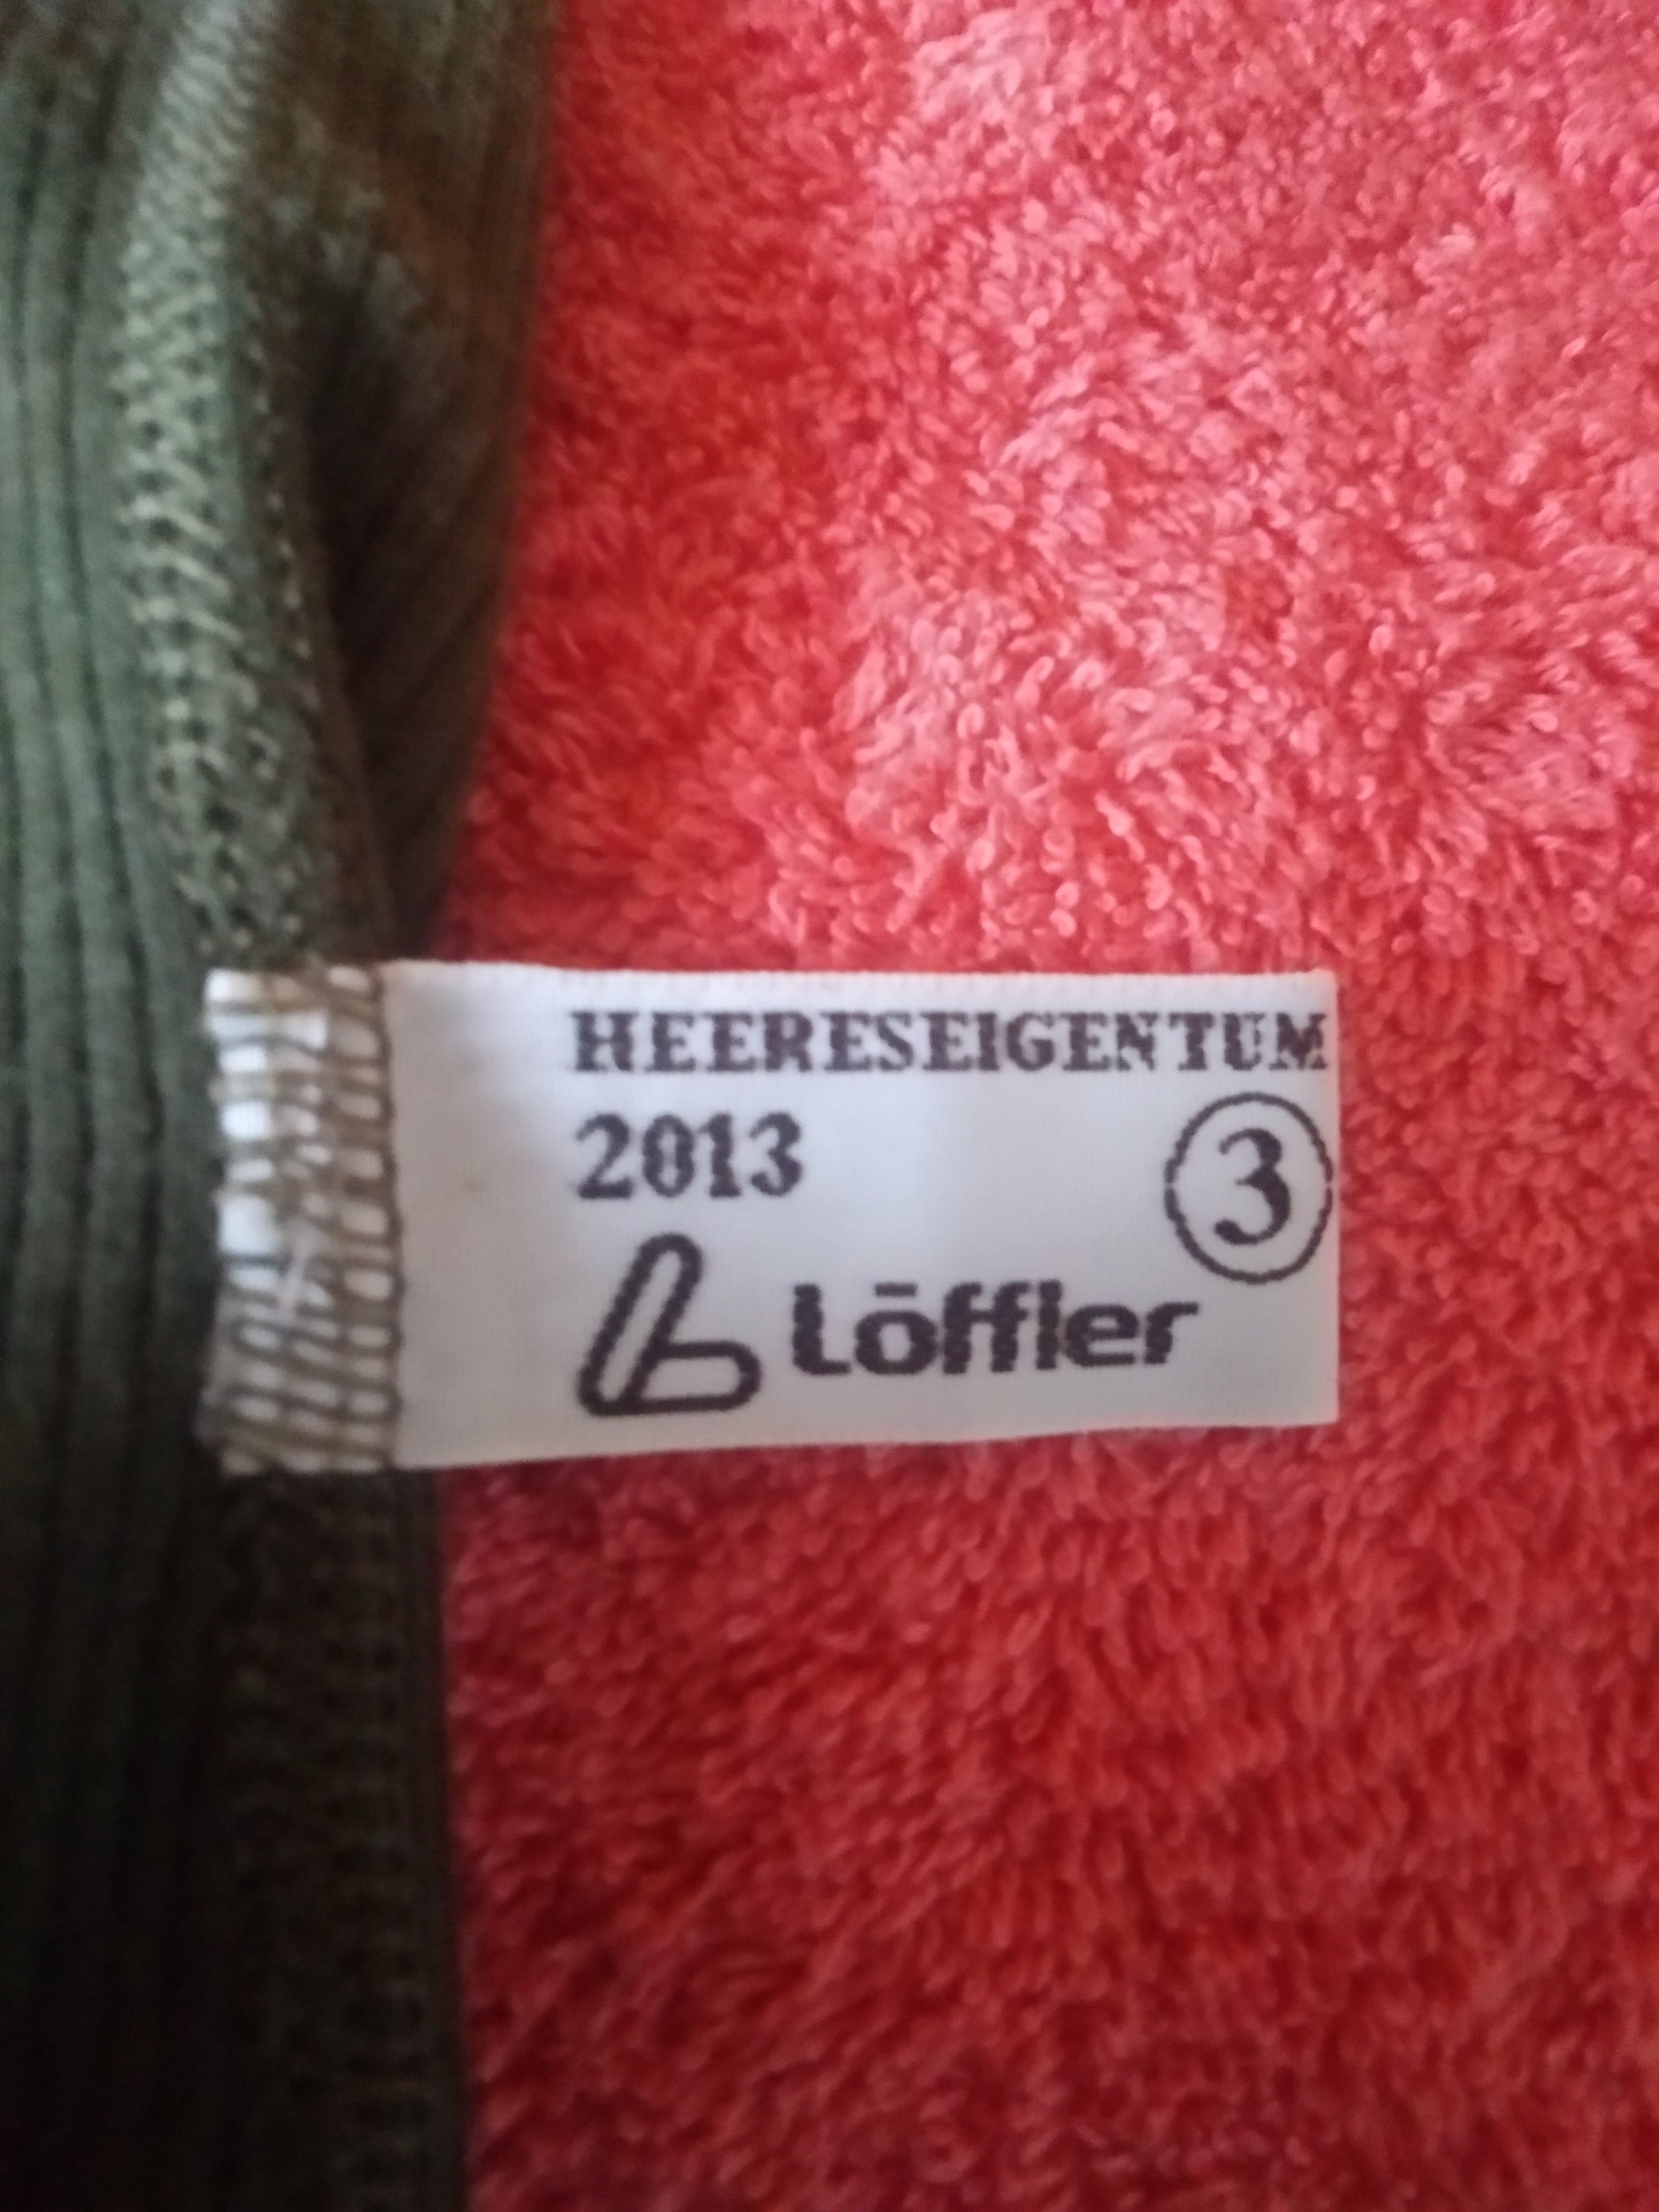 HEERESEIGENTUM
2013
3
Löffler